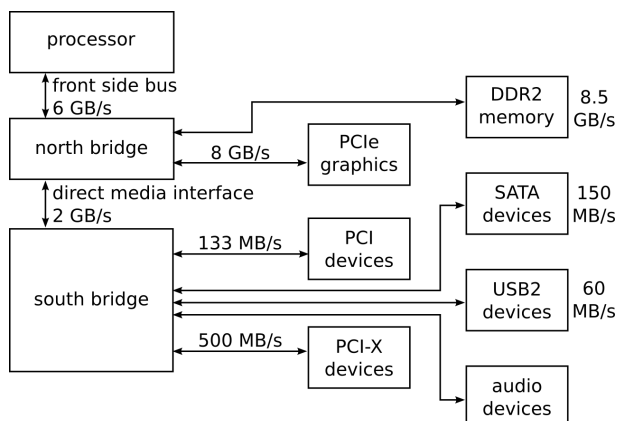 processor
front side bus
6 GB/s
north bridge
8 GB/s
PCIe
graphics
DDR2
memory
8.5
GB/s
direct media interface
2 GB/s
south bridge
133 MB/s
PCI
devices
SATA
devices
150
MB/s
USB2
devices
60
MB/s
500 MB/s
PCI-X
devices
audio
devices